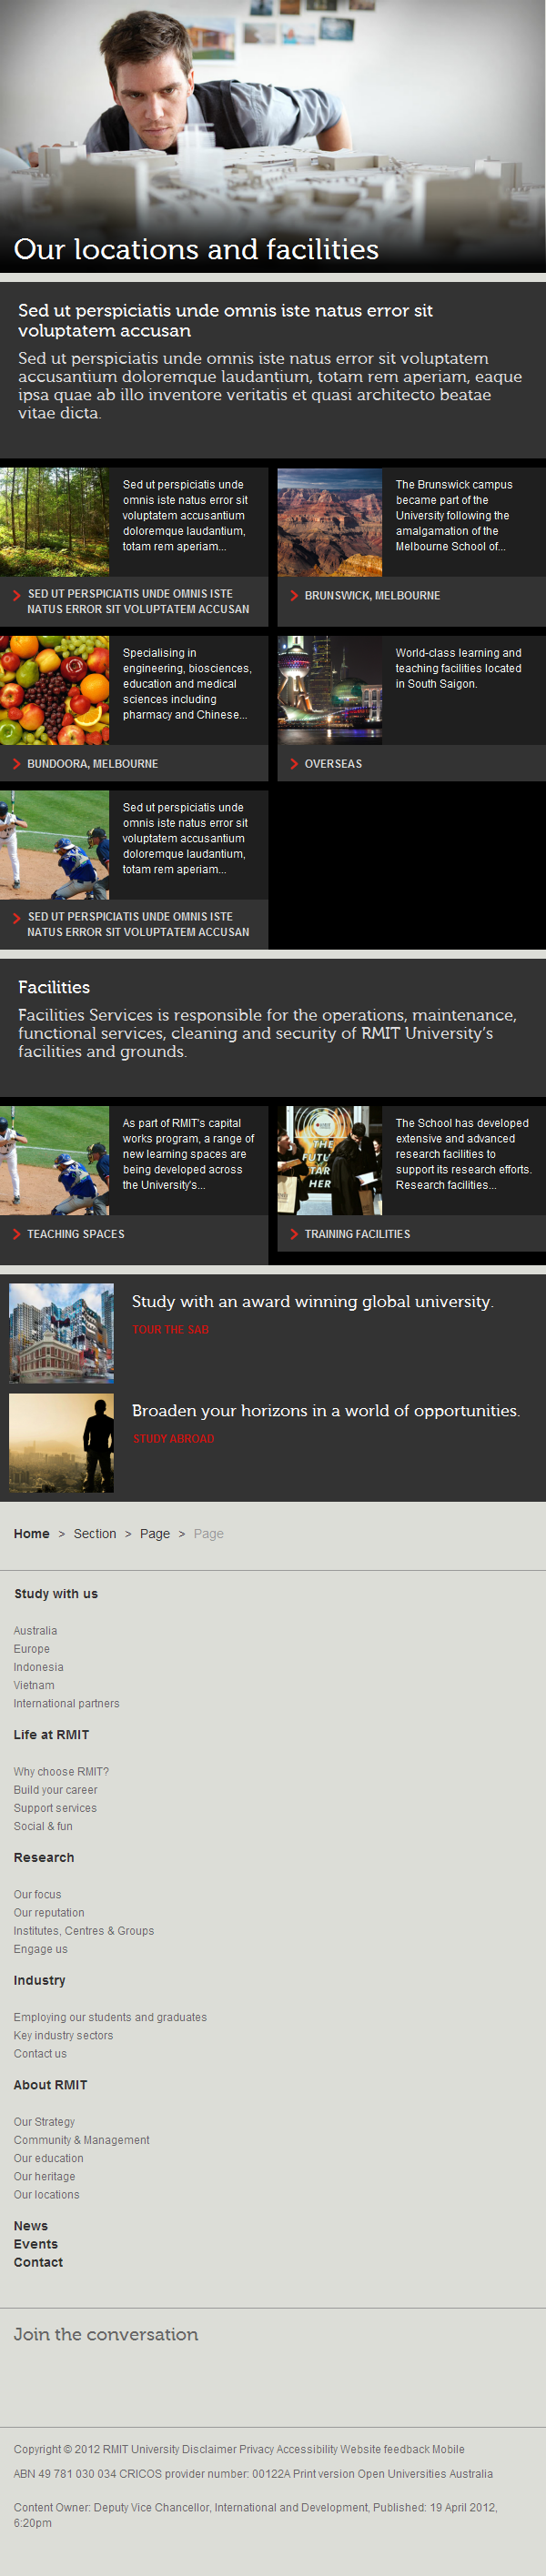 Our locations and facilities
Sed ut perspiciatis unde omnis iste natus error sit
voluptatem accusan
Sed ut perspiciatis unde omnis iste natus error sit voluptatem
accusantium doloremque laudantium, totam rem aperiam, eaque
ipsa quae ab illo inventore veritatis et quasi architecto beatae
vitae dicta.
Sed ut perspiciatis unde
omnis iste natus error sit
voluptatem accusantium
doloremque laudantium,
totam rem aperiam...
SED UT PERSPICIATIS UNDE OMNIS ISTE
NATUS ERROR SIT VOLUPTATEM ACCUSAN
The Brunswick campus
became part of the
University following the
amalgamation of the
Melbourne School of...
BRUNSWICK, MELBOURNE
Specialising in
engineering, biosciences,
education and medical
sciences including
pharmacy and Chinese...
BUNDOORA, MELBOURNE
World-class learning and
teaching facilities located
in South Saigon.
OVERSEAS
Sed ut perspiciatis unde
omnis iste natus error sit
voluptatem accusantium
doloremque laudantium,
totam rem aperiam...
SED UT PERSPICIATIS UNDE OMNIS ISTE
NATUS ERROR SIT VOLUPTATEM ACCUSAN
Facilities
Facilities Services is responsible for the operations, maintenance,
functional services, cleaning and security of RMIT University's
facilities and grounds.
As part of RMIT's capital
works program, a range of
new learning spaces are
being developed across
the University's...
TEACHING SPACES
THE
HER
The School has developed
extensive and advanced
research facilities to
support its research efforts.
Research facilities...
TRAINING FACILITIES
Study with an award winning global university.
TOUR THE SAB
Broaden your horizons in a world of opportunities.
STUDY ABROAD
Home > Section > Page > Page
Study with us
Australia
Europe
Indonesia
Vietnam
International partners
Life at RMIT
Why choose RMIT?
Build your career
Support services
Social & fun
Research
Our focus
Our reputation
Institutes, Centres & Groups
Engage us
Industry
Employing our students and graduates
Key industry sectors
Contact us
About RMIT
Our Strategy
Community & Management
Our education
Our heritage
Our locations
News
Events
Contact
Join the conversation
Copyright © 2012 RMIT University Disclaimer Privacy Accessibility Website feedback Mobile
ABN 49 781 030 034 CRICOS provider number: 00122A Print version Open Universities Australia
Content Owner: Deputy Vice Chancellor, International and Development, Published: 19 April 2012,
6:20pm